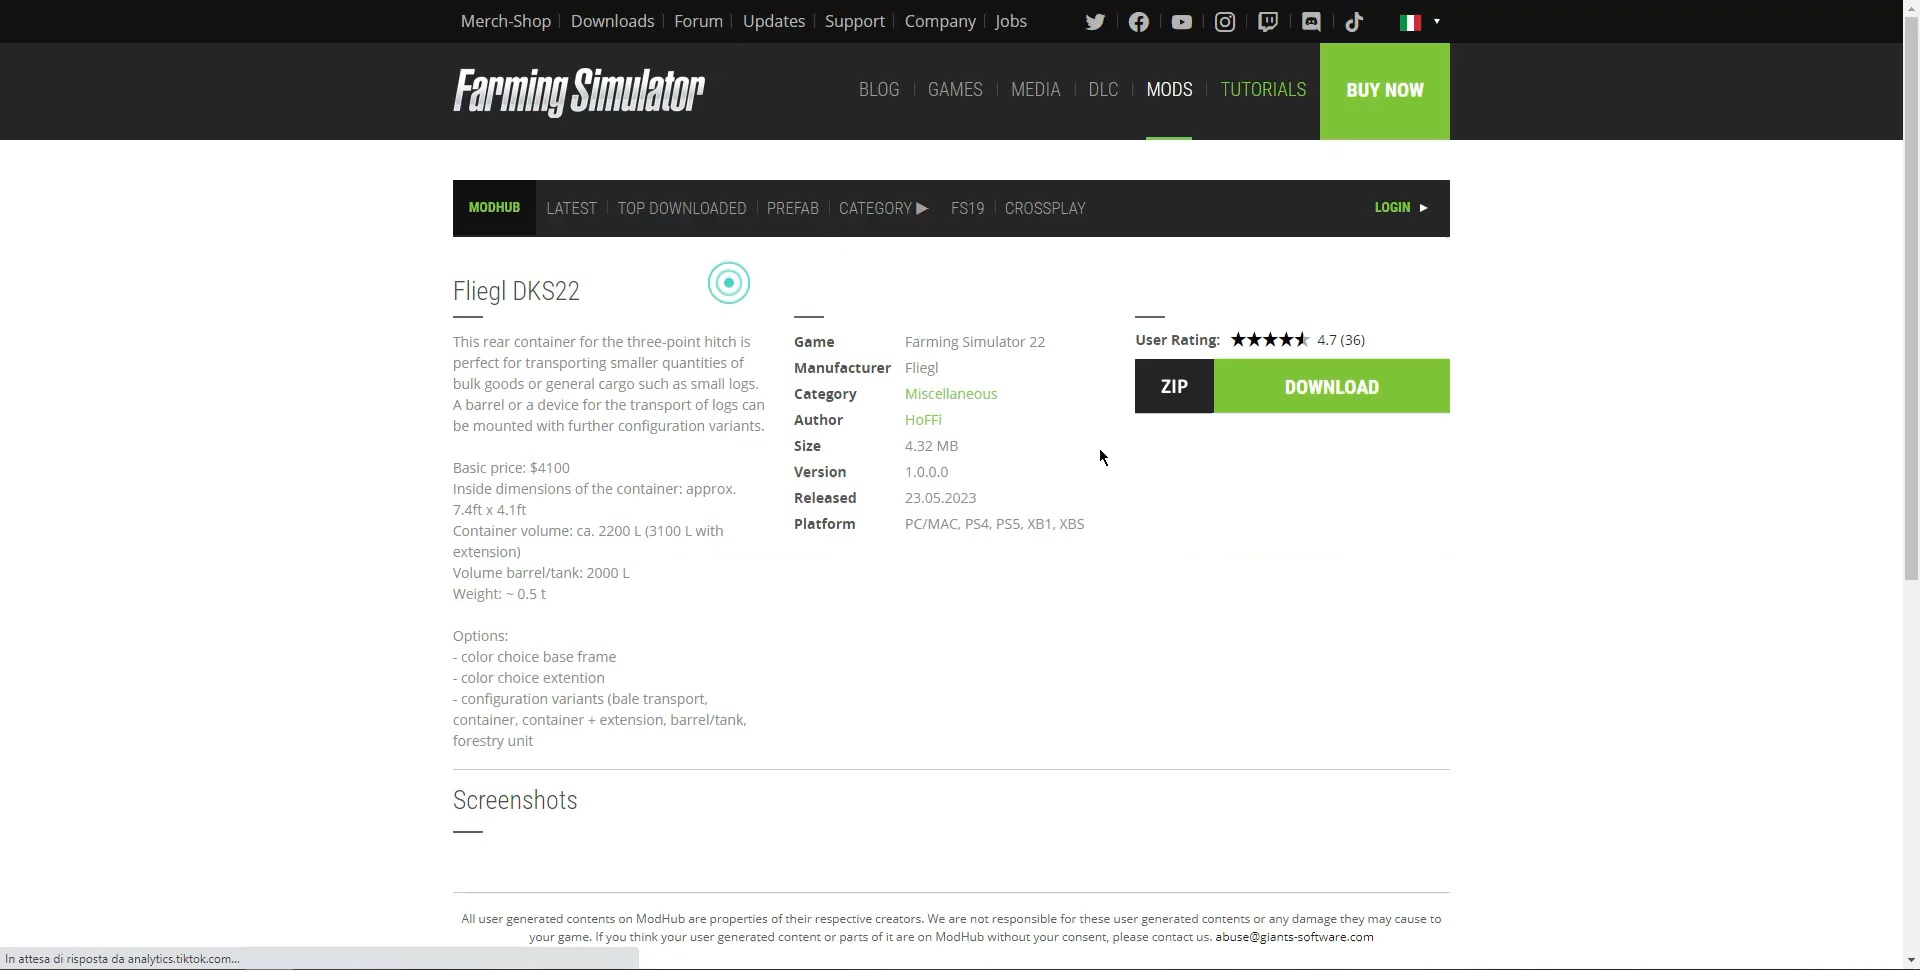 Merch-Shop Downloads Forum Updates Support Company Jobs
Farming Simulator
BLOG GAMES MEDIA DLC MODS TUTORIALS BUY NOW
MODHUB LATEST TOP DOWNLOADED PREFAB CATEGORY ▶ FS19 CROSSPLAY LOGIN ▶
Fliegl DKS22
This rear container for the three-point hitch is
perfect for transporting smaller quantities of
bulk goods or general cargo such as small logs.
A barrel or a device for the transport of logs can
be mounted with further configuration variants.
Basic price: $4100
Inside dimensions of the container: approx.
7.4ft x 4.1ft
Container volume: ca. 2200 L (3100 L with
extension)
Volume barrel/tank: 2000 L
Weight: ~ 0.5 t
Options:
- color choice base frame
- color choice extention
- configuration variants (bale transport,
container, container + extension, barrel/tank,
forestry unit
Game Farming Simulator 22
Manufacturer Fliegl
Category Miscellaneous
Author HoFFi
Size 4.32 MB
Version 1.0.0.0
Released 23.05.2023
Platform PC/MAC, PS4, PS5, XB1, XBS
User Rating: 4.7 (36)
ZIP DOWNLOAD
Screenshots
All user generated contents on ModHub are properties of their respective creators. We are not responsible for these user generated contents or any damage they may cause to
your game. If you think your user generated content or parts of it are on ModHub without your consent, please contact us. abuse@giants-software.com
In attesa di risposta da analytics.tiktok.com...